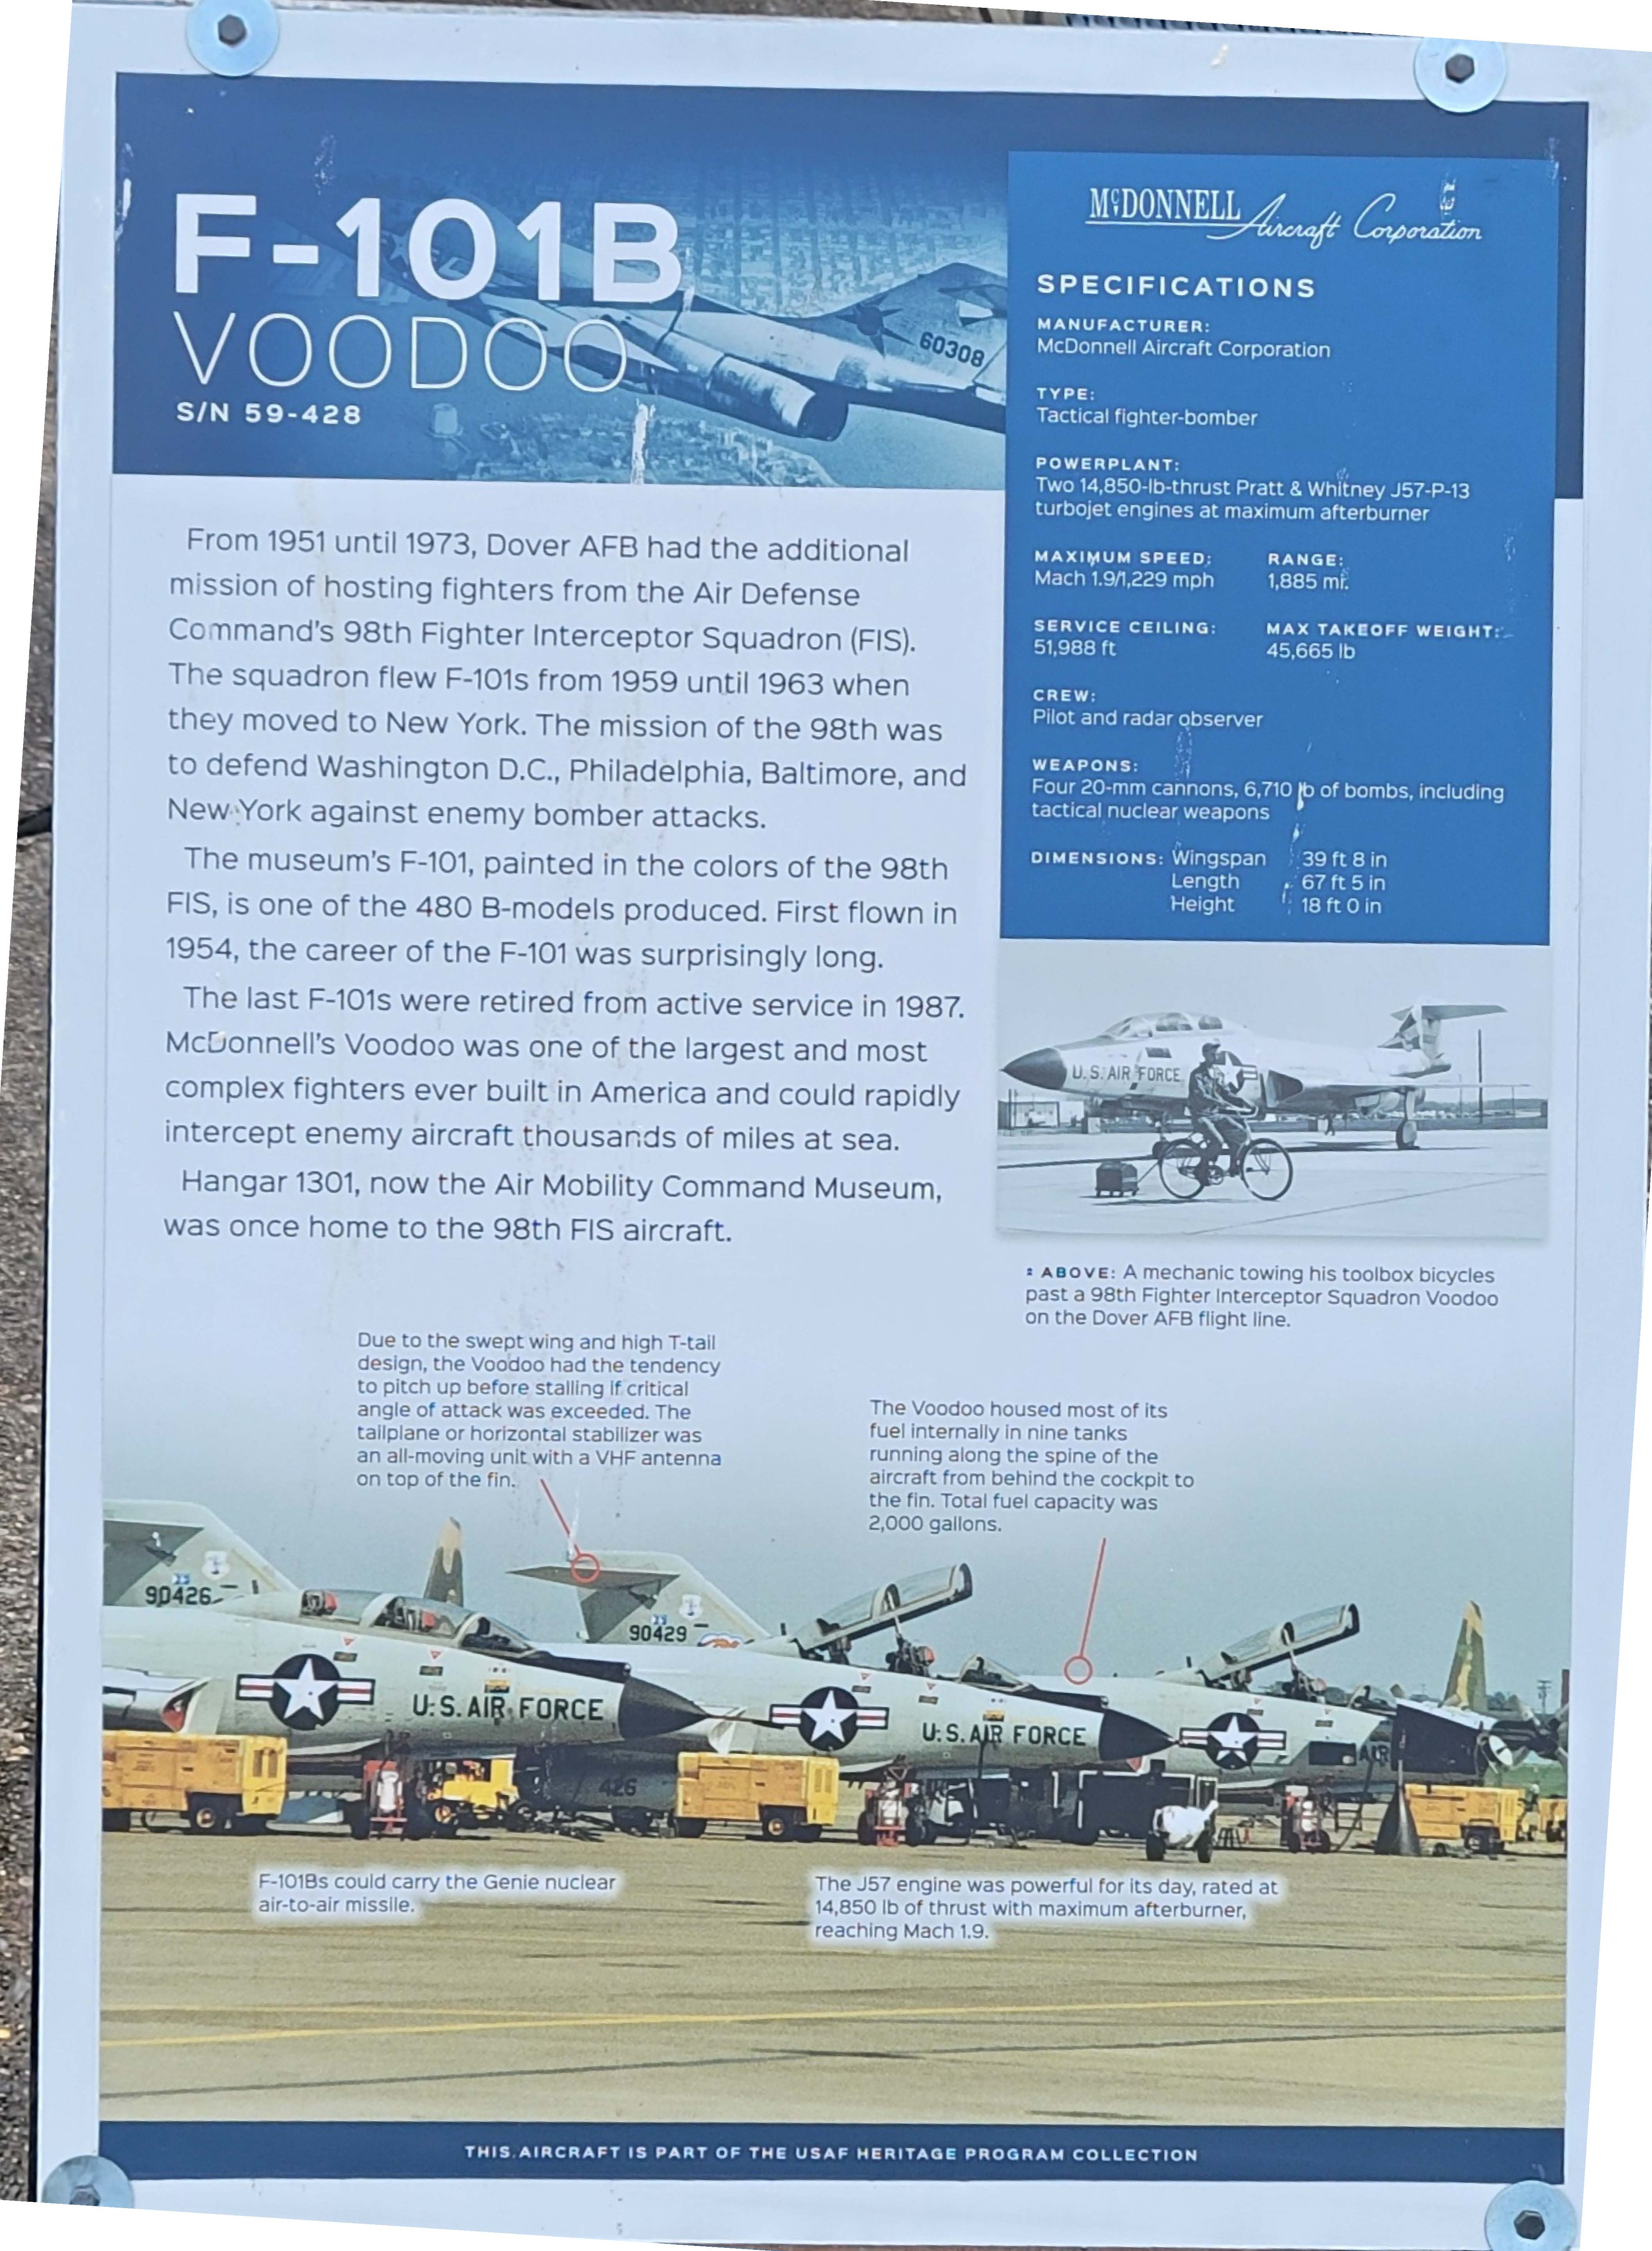 F-101B
VOODOO
S/N 59-428
60308
McDONNELL Aircraft Corporation
SPECIFICATIONS
MANUFACTURER:
McDonnell Aircraft Corporation
TYPE:
Tactical fighter-bomber
POWERPLANT:
Two 14,850-lb-thrust Pratt & Whitney J57-P-13
turbojet engines at maximum afterburner
MAXIMUM SPEED: RANGE:
Mach 1.9/1,229 mph 1,885 mi.
SERVICE CEILING: MAX TAKEOFF WEIGHT:
51,988 ft 45,665 lb
CREW:
Pilot and radar observer
WEAPONS:
Four 20-mm cannons, 6,710 lb of bombs, including
tactical nuclear weapons
DIMENSIONS: Wingspan 39 ft 8 in
Length 67 ft 5 in
Height 18 ft 0 in
From 1951 until 1973, Dover AFB had the additional
mission of hosting fighters from the Air Defense
Command's 98th Fighter Interceptor Squadron (FIS).
The squadron flew F-101s from 1959 until 1963 when
they moved to New York. The mission of the 98th was
to defend Washington D.C., Philadelphia, Baltimore, and
New York against enemy bomber attacks.
The museum's F-101, painted in the colors of the 98th
FIS, is one of the 480 B-models produced. First flown in
1954, the career of the F-101 was surprisingly long.
The last F-101s were retired from active service in 1987.
McDonnell's Voodoo was one of the largest and most
complex fighters ever built in America and could rapidly
intercept enemy aircraft thousands of miles at sea.
Hangar 1301, now the Air Mobility Command Museum,
was once home to the 98th FIS aircraft.
U.S. AIR FORCE
ABOVE: A mechanic towing his toolbox bicycles
past a 98th Fighter Interceptor Squadron Voodoo
on the Dover AFB flight line.
Due to the swept wing and high T-tail
design, the Voodoo had the tendency
to pitch up before stalling if critical
angle of attack was exceeded. The
tailplane or horizontal stabilizer was
an all-moving unit with a VHF antenna
on top of the fin.
The Voodoo housed most of its
fuel internally in nine tanks
running along the spine of the
aircraft from behind the cockpit to
the fin. Total fuel capacity was
2,000 gallons.
90426
90429
U.S. AIR FORCE
U.S. AIR FORCE
AIR
426
F-101Bs could carry the Genie nuclear
air-to-air missile.
The J57 engine was powerful for its day, rated at
14,850 lb of thrust with maximum afterburner,
reaching Mach 1.9.
THIS AIRCRAFT IS PART OF THE USAF HERITAGE PROGRAM COLLECTION